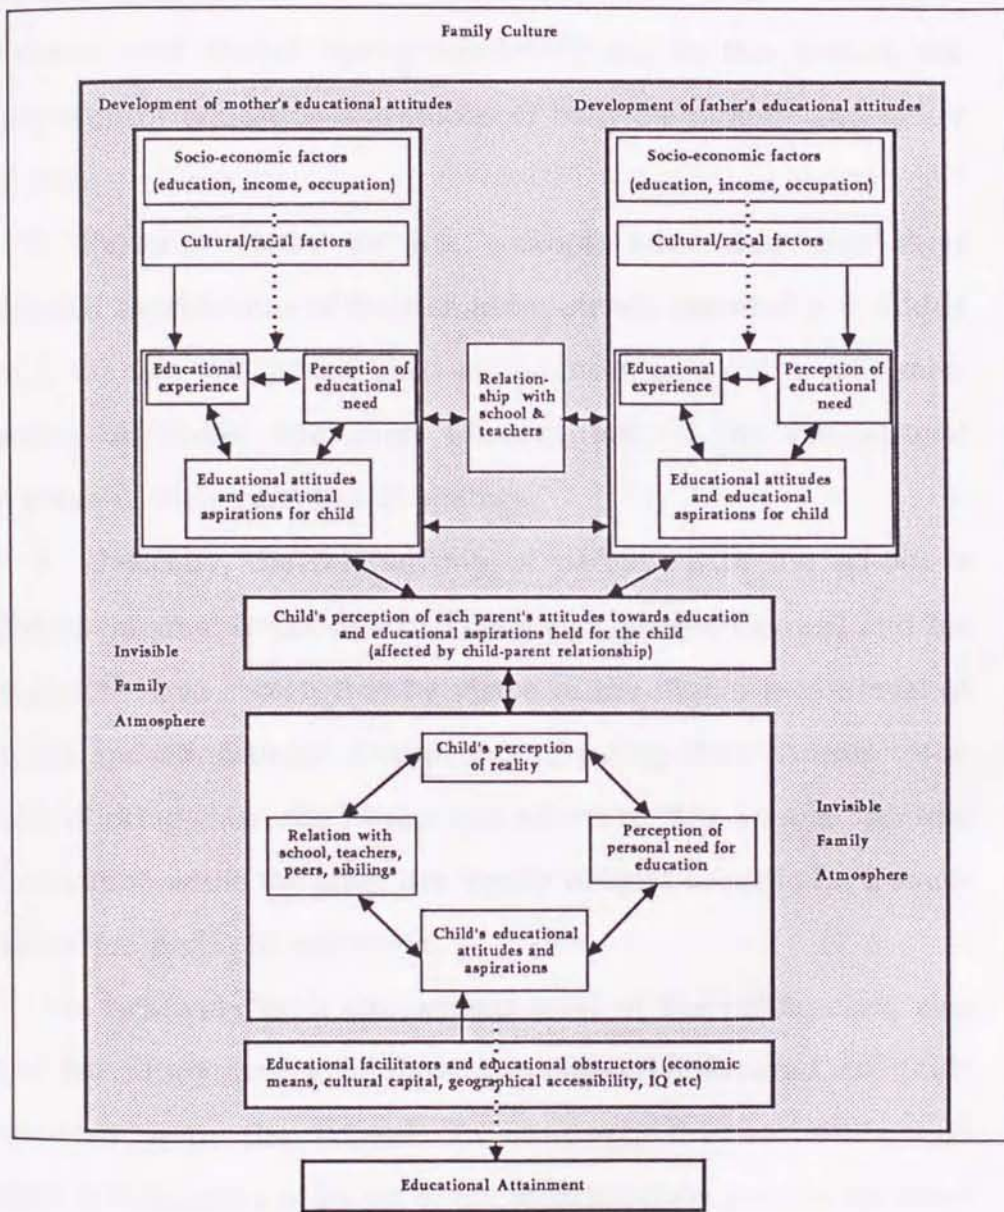 Family Culture
Development of mother's educational attitudes
Development of father's educational attitudes
Socio-economic factors
(education, income, occupation)
Cultural/racial factors
Educational
experience
Perception of
educational
need
Educational attitudes
and educational
aspirations for child
Relation-
ship with
school &
teachers
Socio-economic factors
(education, income, occupation)
Cultural/racial factors
Educational
experience
Perception of
educational
need
Educational attitudes
and educational
aspirations for child
Child's perception of each parent's attitudes towards education
and educational aspirations held for the child
(affected by child-parent relationship)
Invisible
Family
Atmosphere
Child's perception
of reality
Relation with
school, teachers,
peers, sibilings
Perception of
personal need for
education
Child's educational
attitudes and
aspirations
Invisible
Family
Atmosphere
Educational facilitators and educational obstructors (economic
means, cultural capital, geographical accessibility, IQ etc)
Educational Attainment